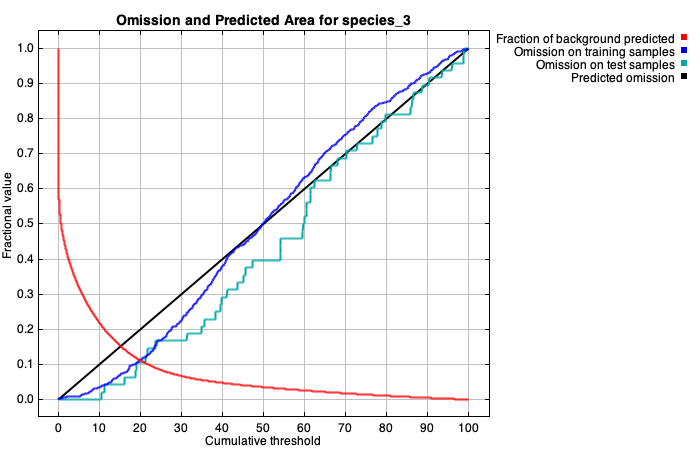 Omission and Predicted Area for species_3
Fraction of background predicted
Omission on training samples
Omission on test samples
Predicted omission
Fractional value
1.0
0.9
0.8
0.7
0.6
0.5
0.4
0.3
0.2
0.1
0.0
0 10 20 30 40 50 60 70 80 90 100
Cumulative threshold